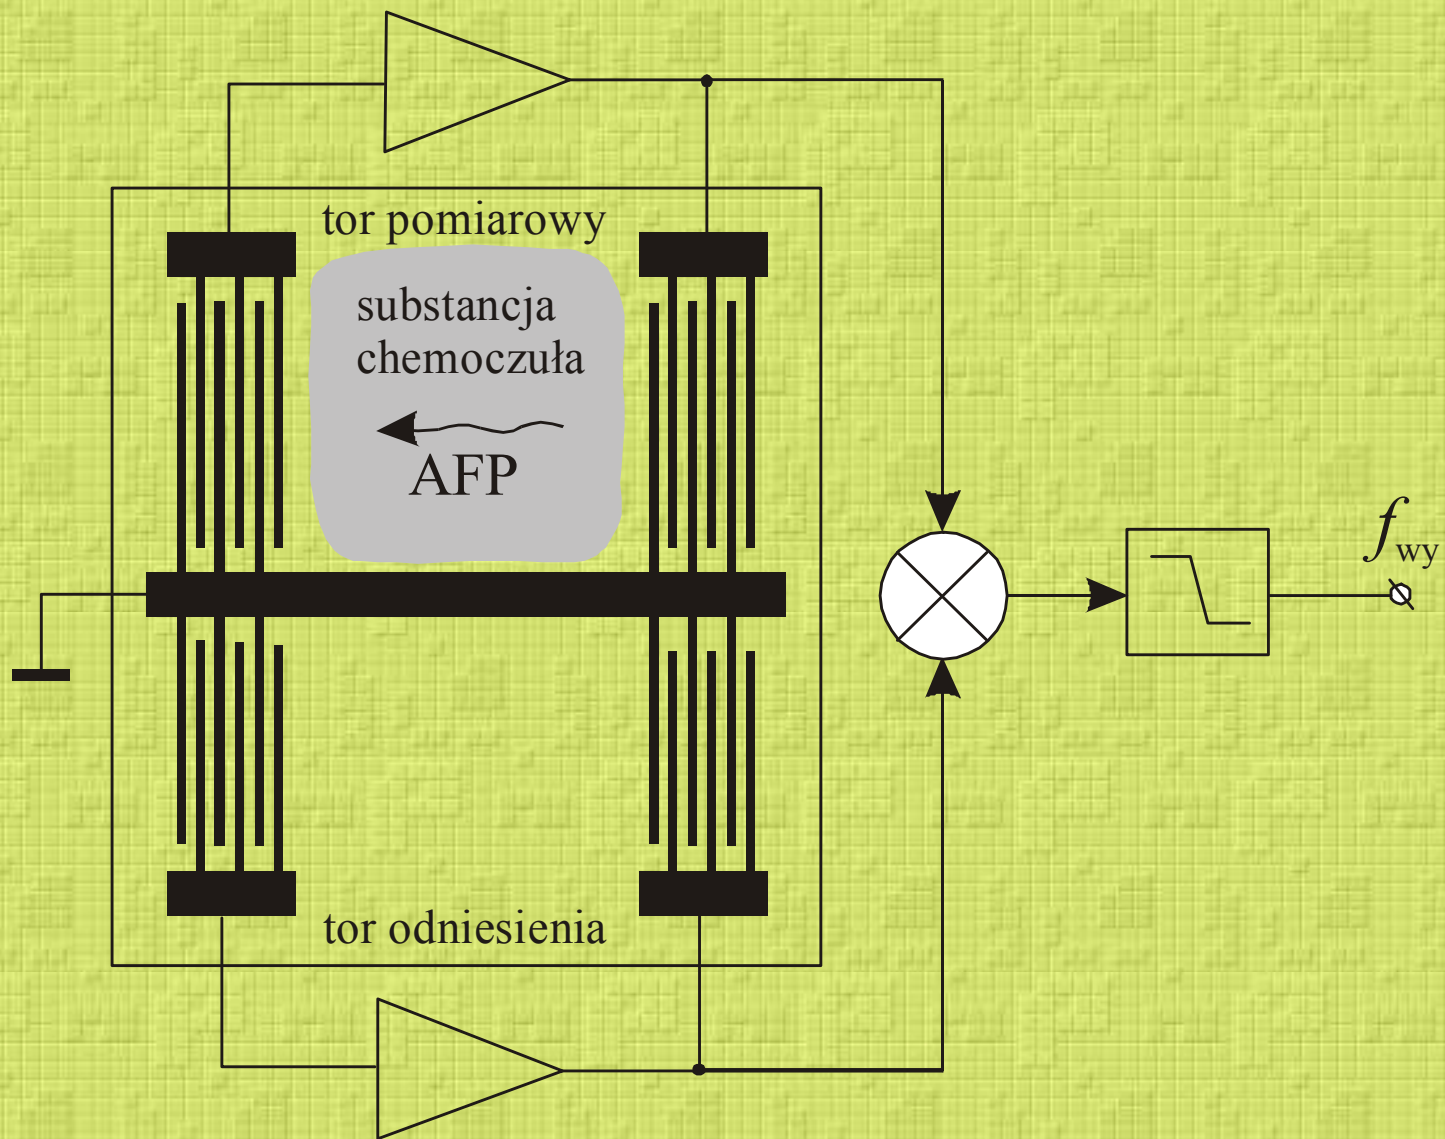 tor pomiarowy
substancja
chemoczuła
AFP
f wy
tor odniesienia